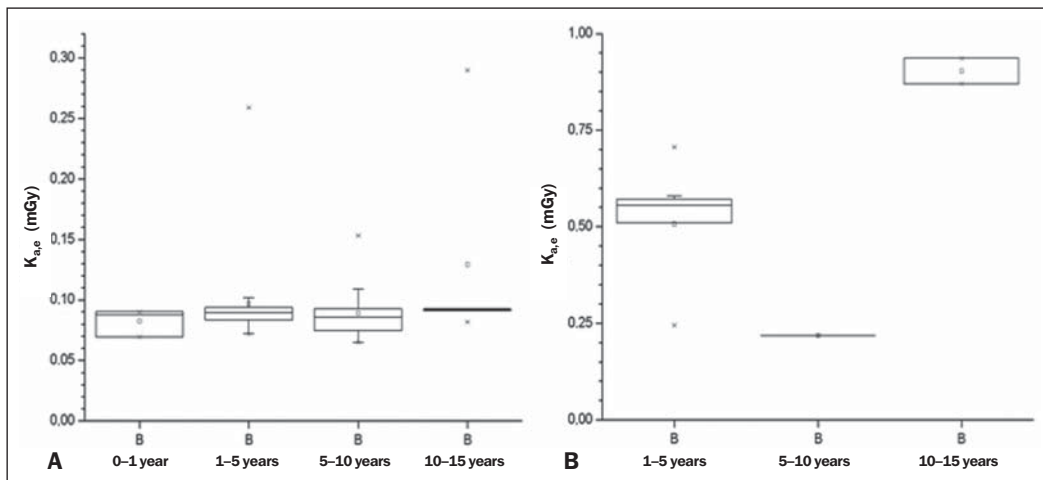 K_a,e (mGy)
0,30
0,25
0,20
0,15
0,10
0,05
0,00
B B B B
A 0–1 year 1–5 years 5–10 years 10–15 years
K_a,e (mGy)
1,00
0,75
0,50
0,25
0,00
B B B
B 1–5 years 5–10 years 10–15 years